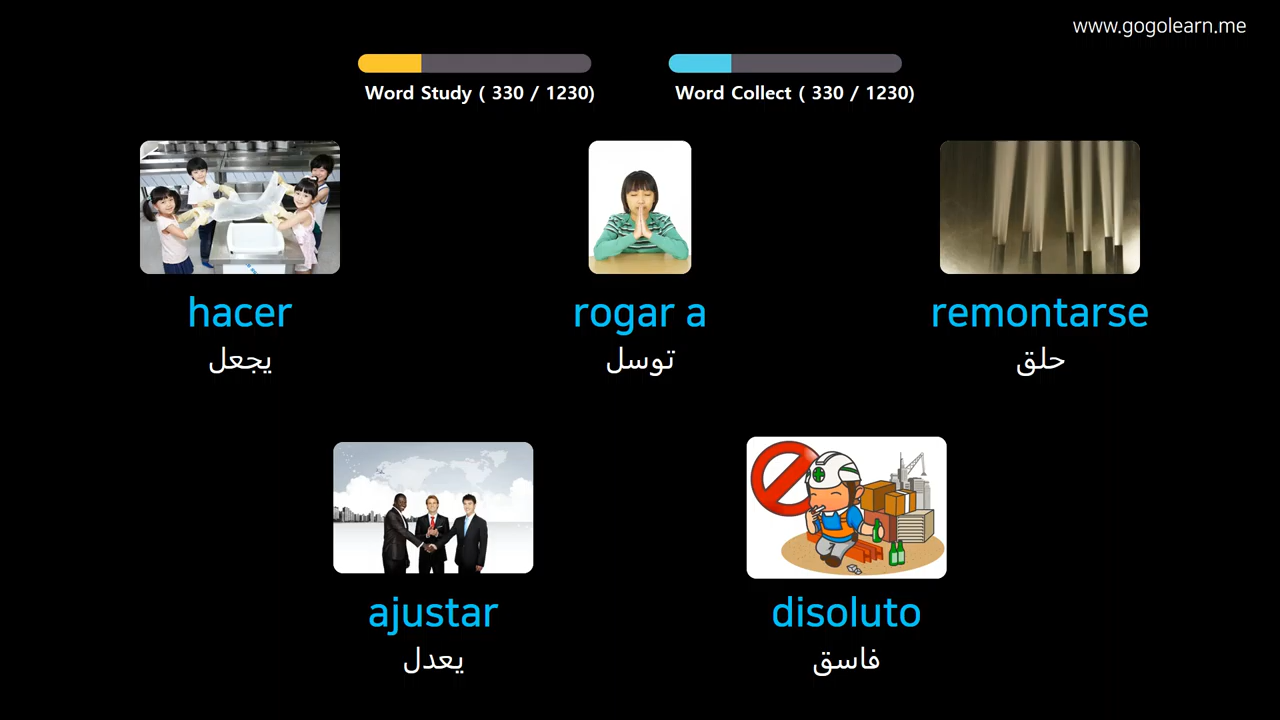 www.gogolearn.me
Word Study ( 330 / 1230)
Word Collect ( 330 / 1230)
hacer
يجعل
rogar a
توسل
remontarse
حلق
ajustar
يعدل
disoluto
فاسق